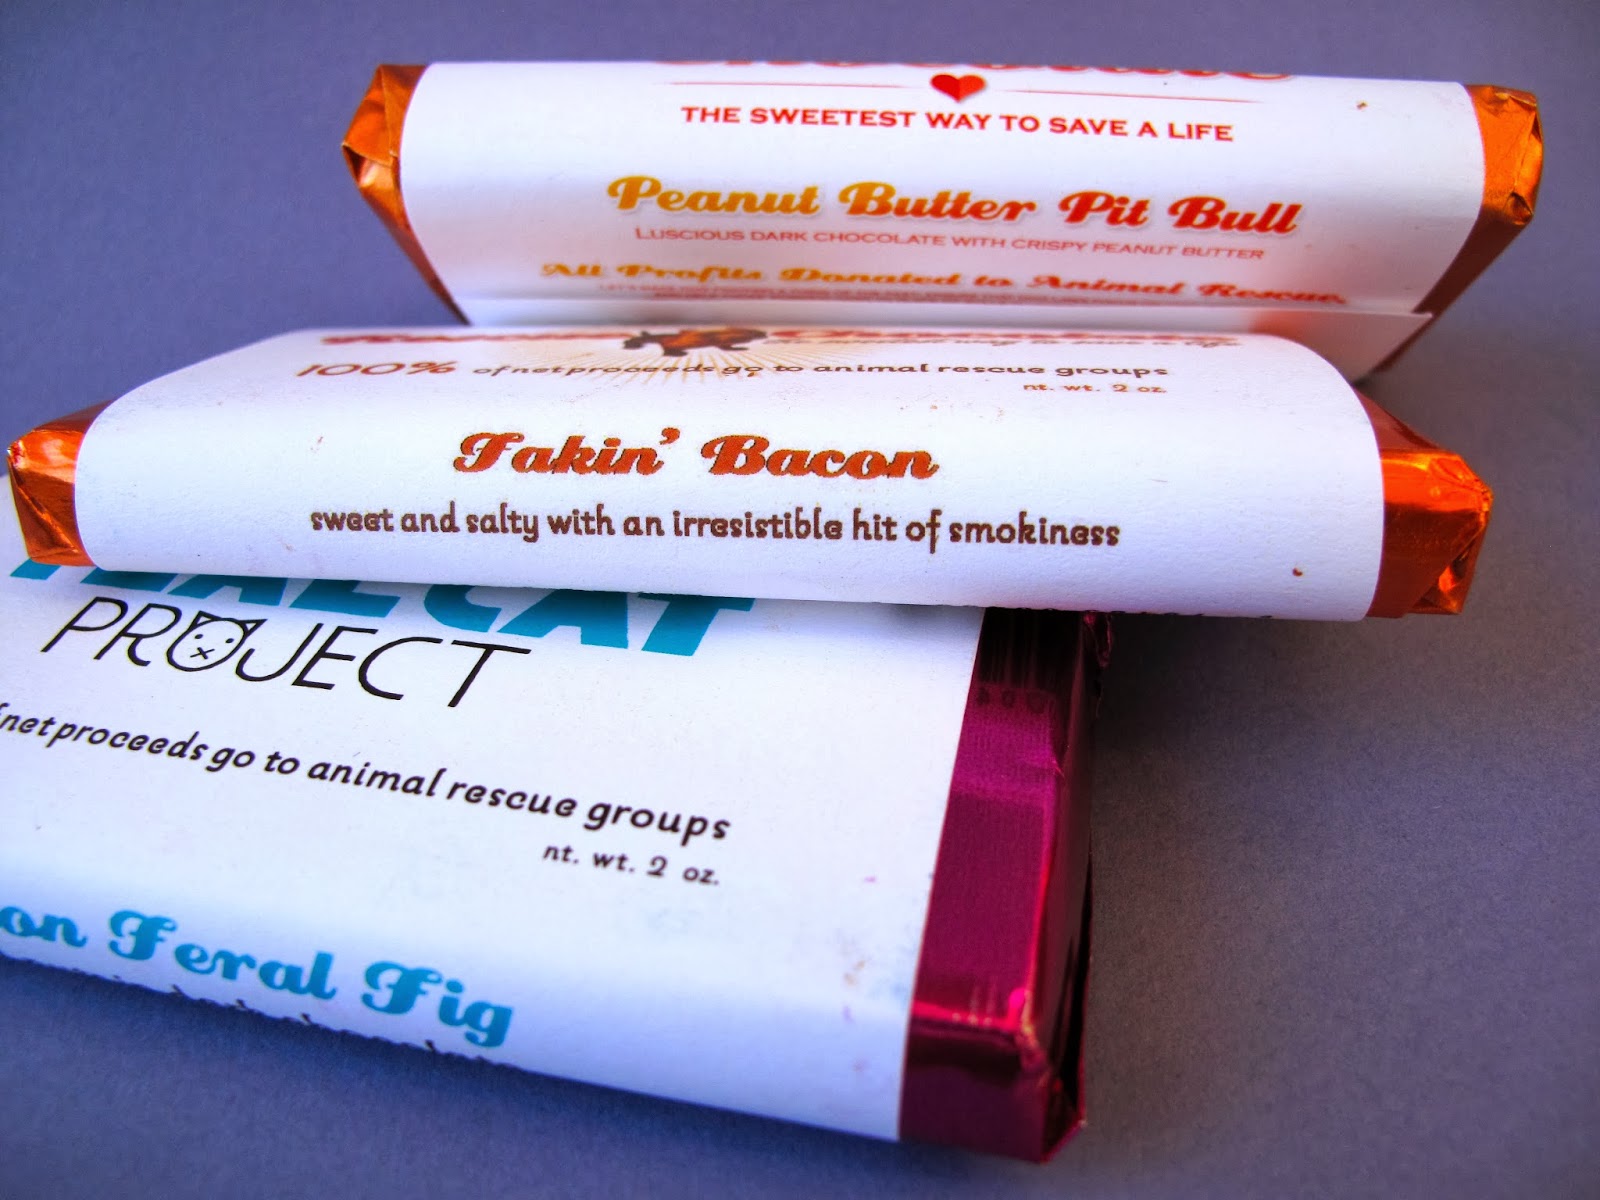 THE SWEETEST WAY TO SAVE A LIFE
Peanut Butter Pit Bull
LUSCIOUS DARK CHOCOLATE WITH CRISPY PEANUT BUTTER
All Profits Donated to Animal Rescue.
100% of net proceeds go to animal rescue groups
nt. wt. 2 oz.
Fakin' Bacon
sweet and salty with an irresistible hit of smokiness
CAT
PROJECT
net proceeds go to animal rescue groups
nt. wt. 2 oz.
on Feral Fig